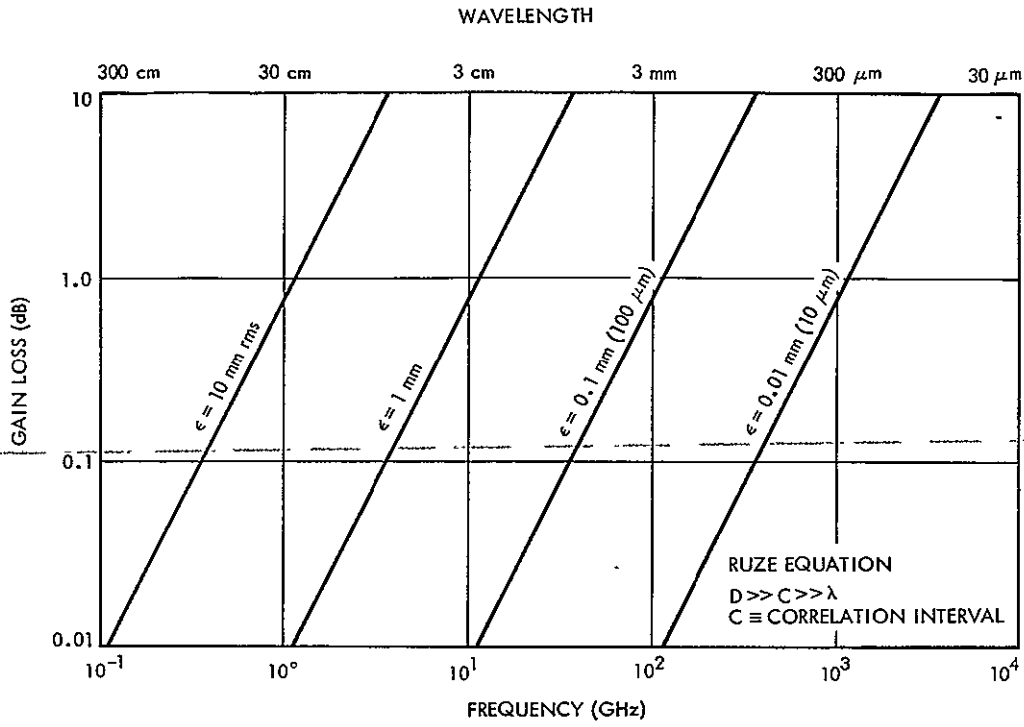 WAVELENGTH
300 cm 30 cm 3 cm 3 mm 300 μm 30 μm
10
1.0
0.1
0.01
GAIN LOSS (dB)
ϵ = 10 mm rms
ϵ = 1 mm
ϵ = 0.1 mm (100 μm)
ϵ = 0.01 mm (10 μm)
RUZE EQUATION
D >> C >> λ
C ≡ CORRELATION INTERVAL
10⁻¹ 10° 10¹ 10² 10³ 10⁴
FREQUENCY (GHz)